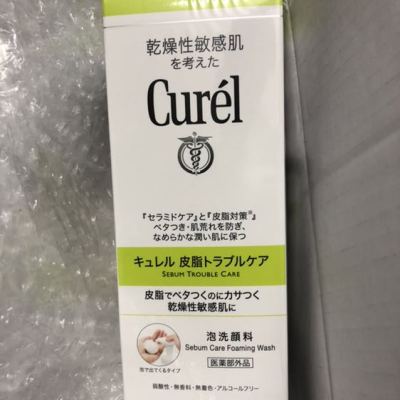 乾燥性敏感肌
を考えた
Curél
『セラミドケア』と『皮脂対策※』
ベタつき・肌荒れを防ぎ、
なめらかな潤い肌に保つ
キュレル 皮脂トラブルケア
SEBUM TROUBLE CARE
皮脂でベタつくのにカサつく
乾燥性敏感肌に
泡洗顔料
Sebum Care Foaming Wash
医薬部外品
泡で出てくるタイプ
弱酸性・無香料・無着色・アルコールフリー